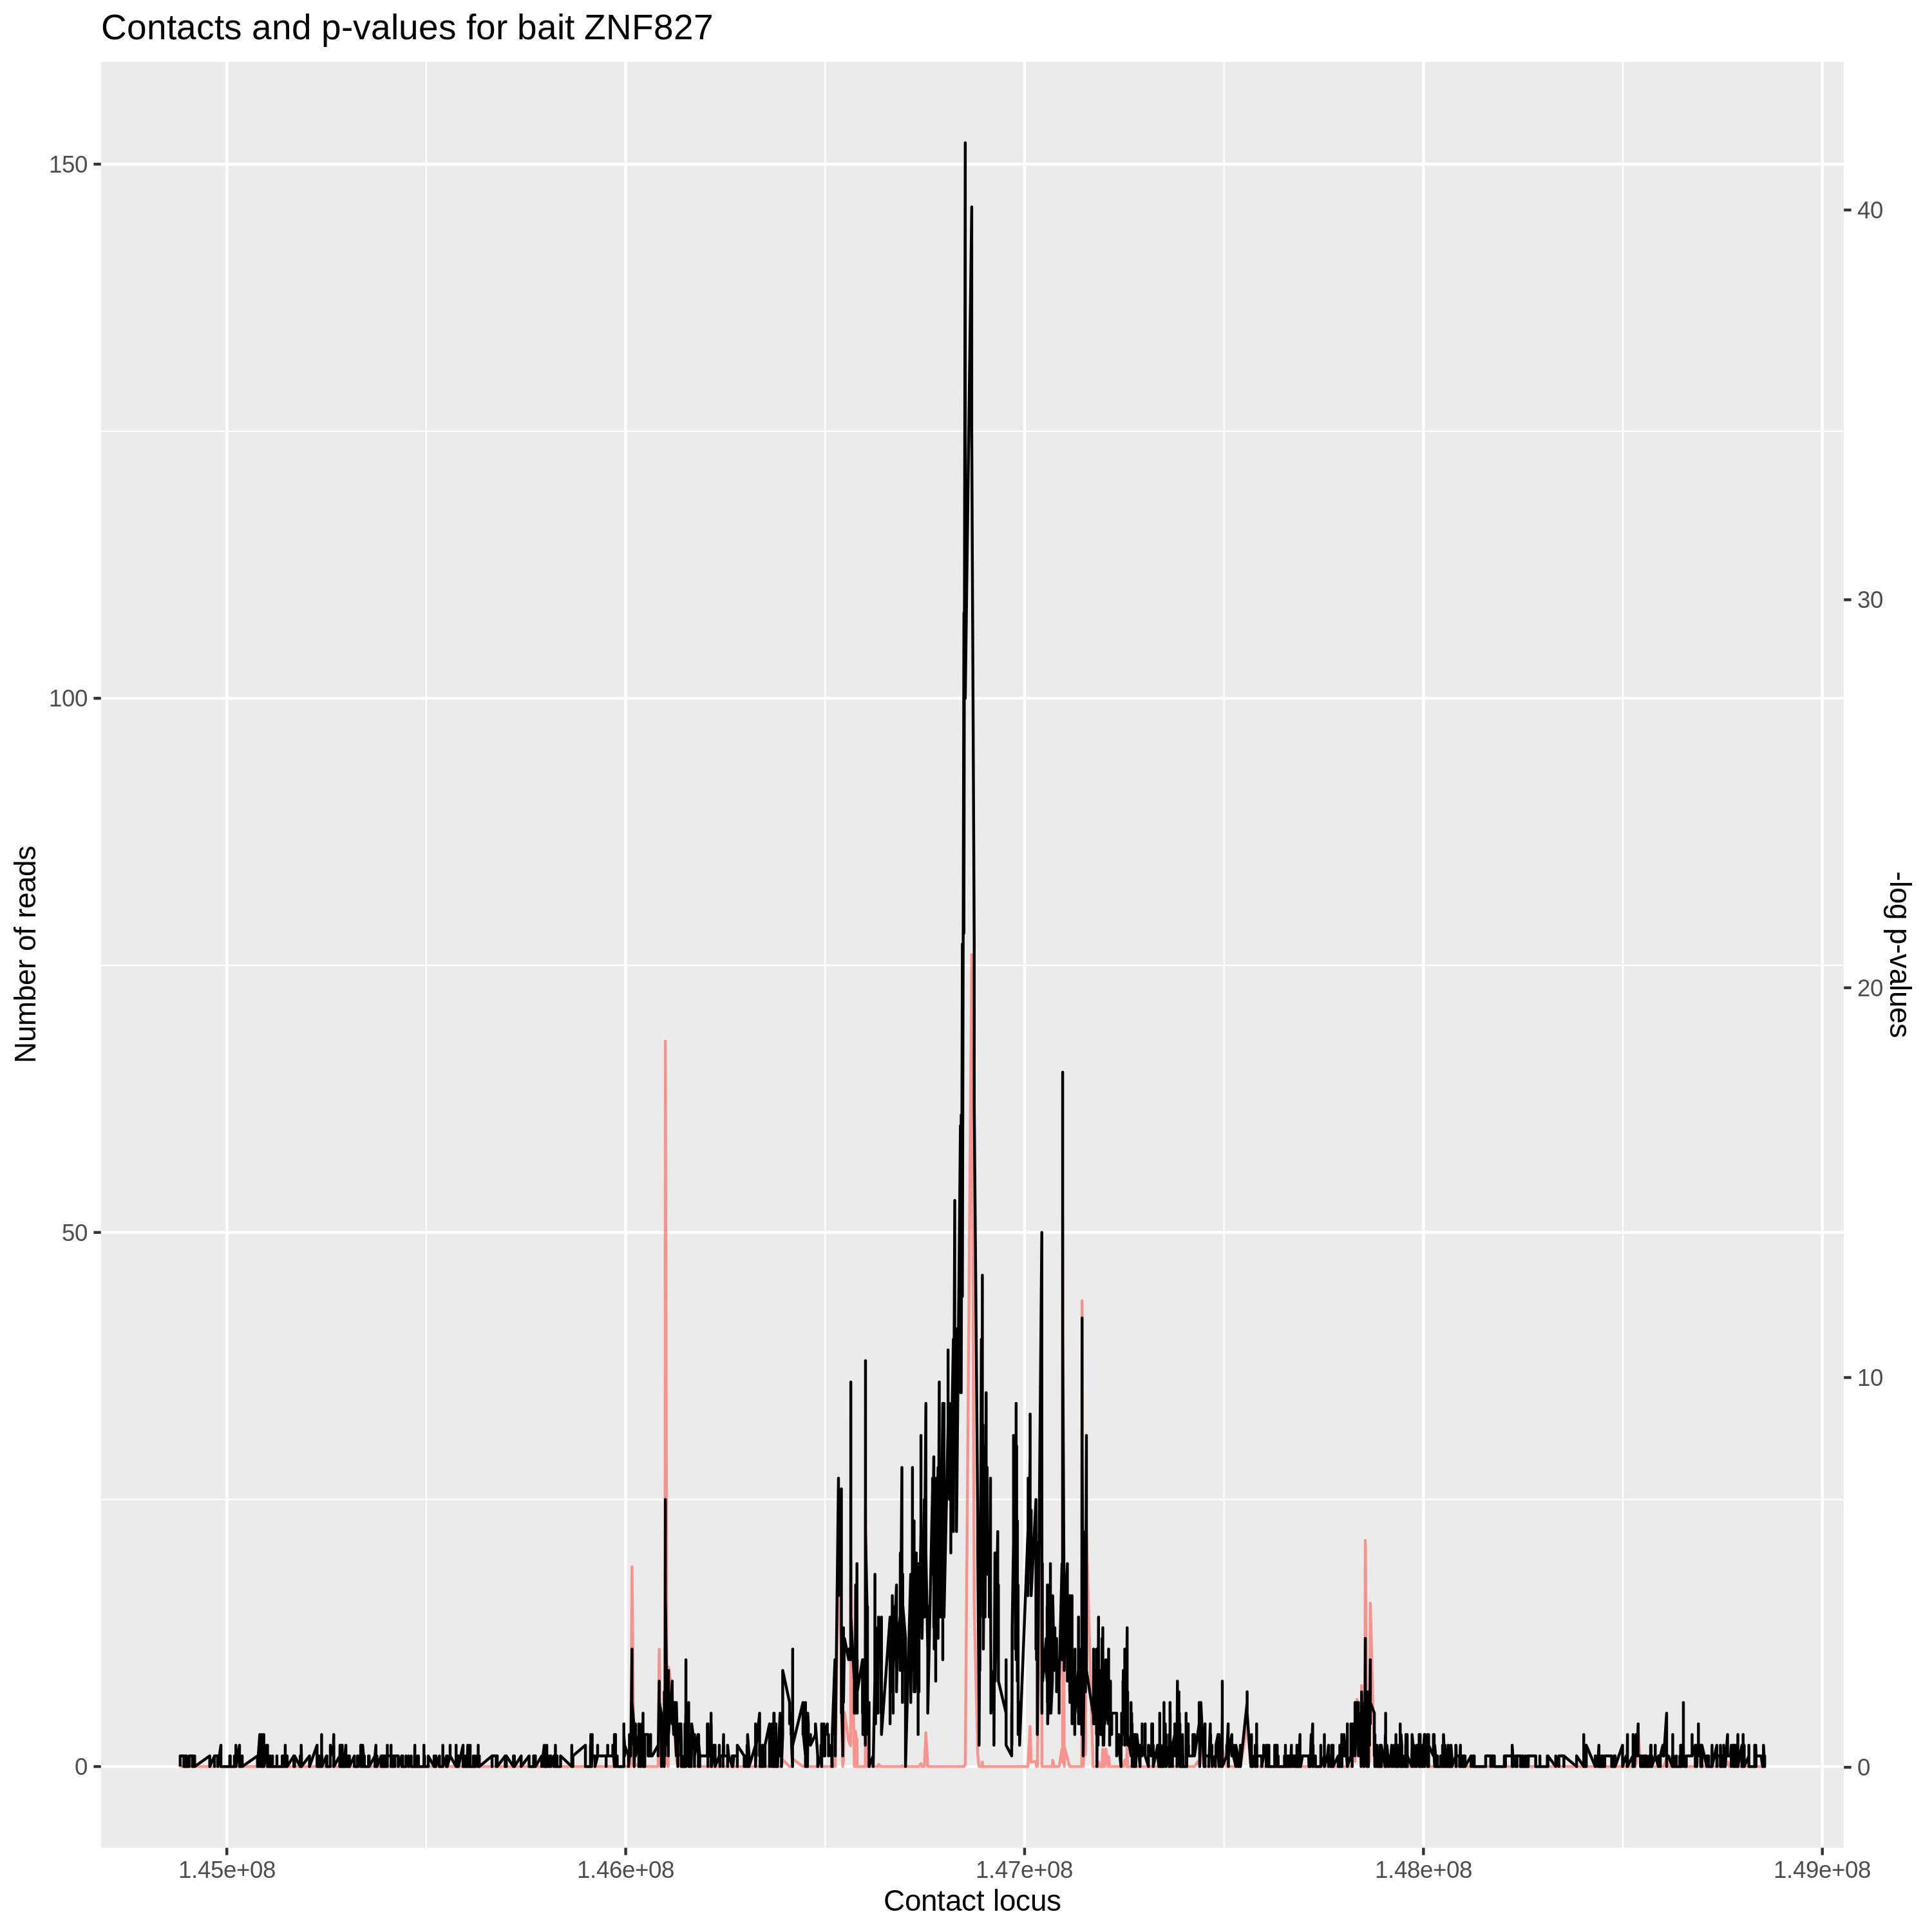 Contacts and p-values for bait ZNF827
150
100
50
0
Number of reads
40
30
20
10
0
-log p-values
1.45e+08
1.46e+08
1.47e+08
1.48e+08
1.49e+08
Contact locus